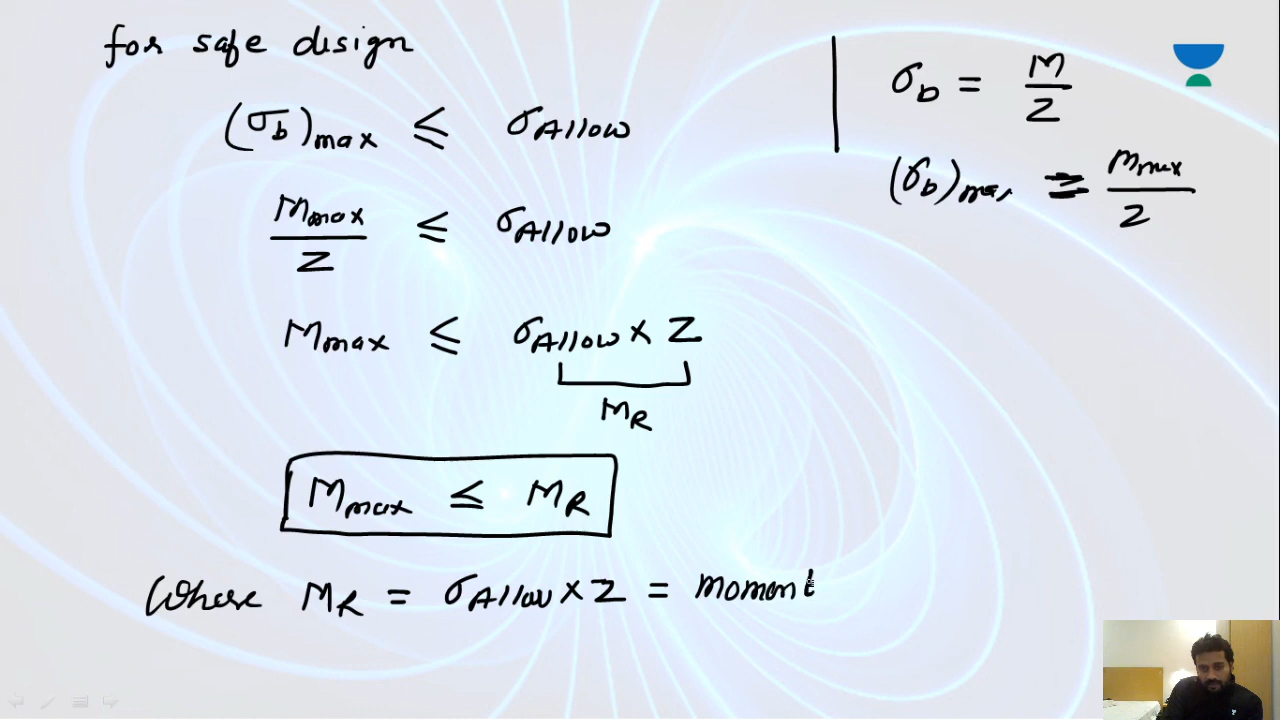 for safe design
(σb)max ≤ σAllow
Mmax / Z ≤ σAllow
Mmax ≤ σAllow × Z
MR
Mmax ≤ MR
Where MR = σAllow × Z = moment
σb = M / Z
(σb)max = Mmax / Z